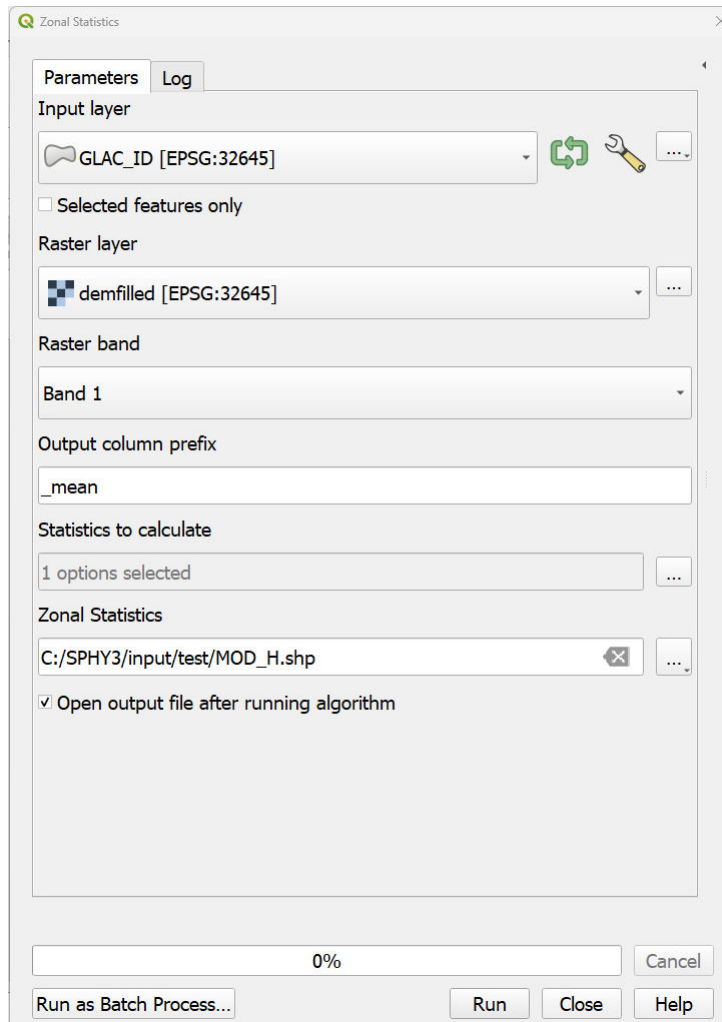 Zonal Statistics
Parameters Log
Input layer
GLAC_ID [EPSG:32645]
...
Selected features only
Raster layer
demfilled [EPSG:32645]
...
Raster band
Band 1
Output column prefix
_mean
Statistics to calculate
1 options selected
...
Zonal Statistics
C:/SPHY3/input/test/MOD_H.shp
...
Open output file after running algorithm
0%
Cancel
Run as Batch Process... Run Close Help